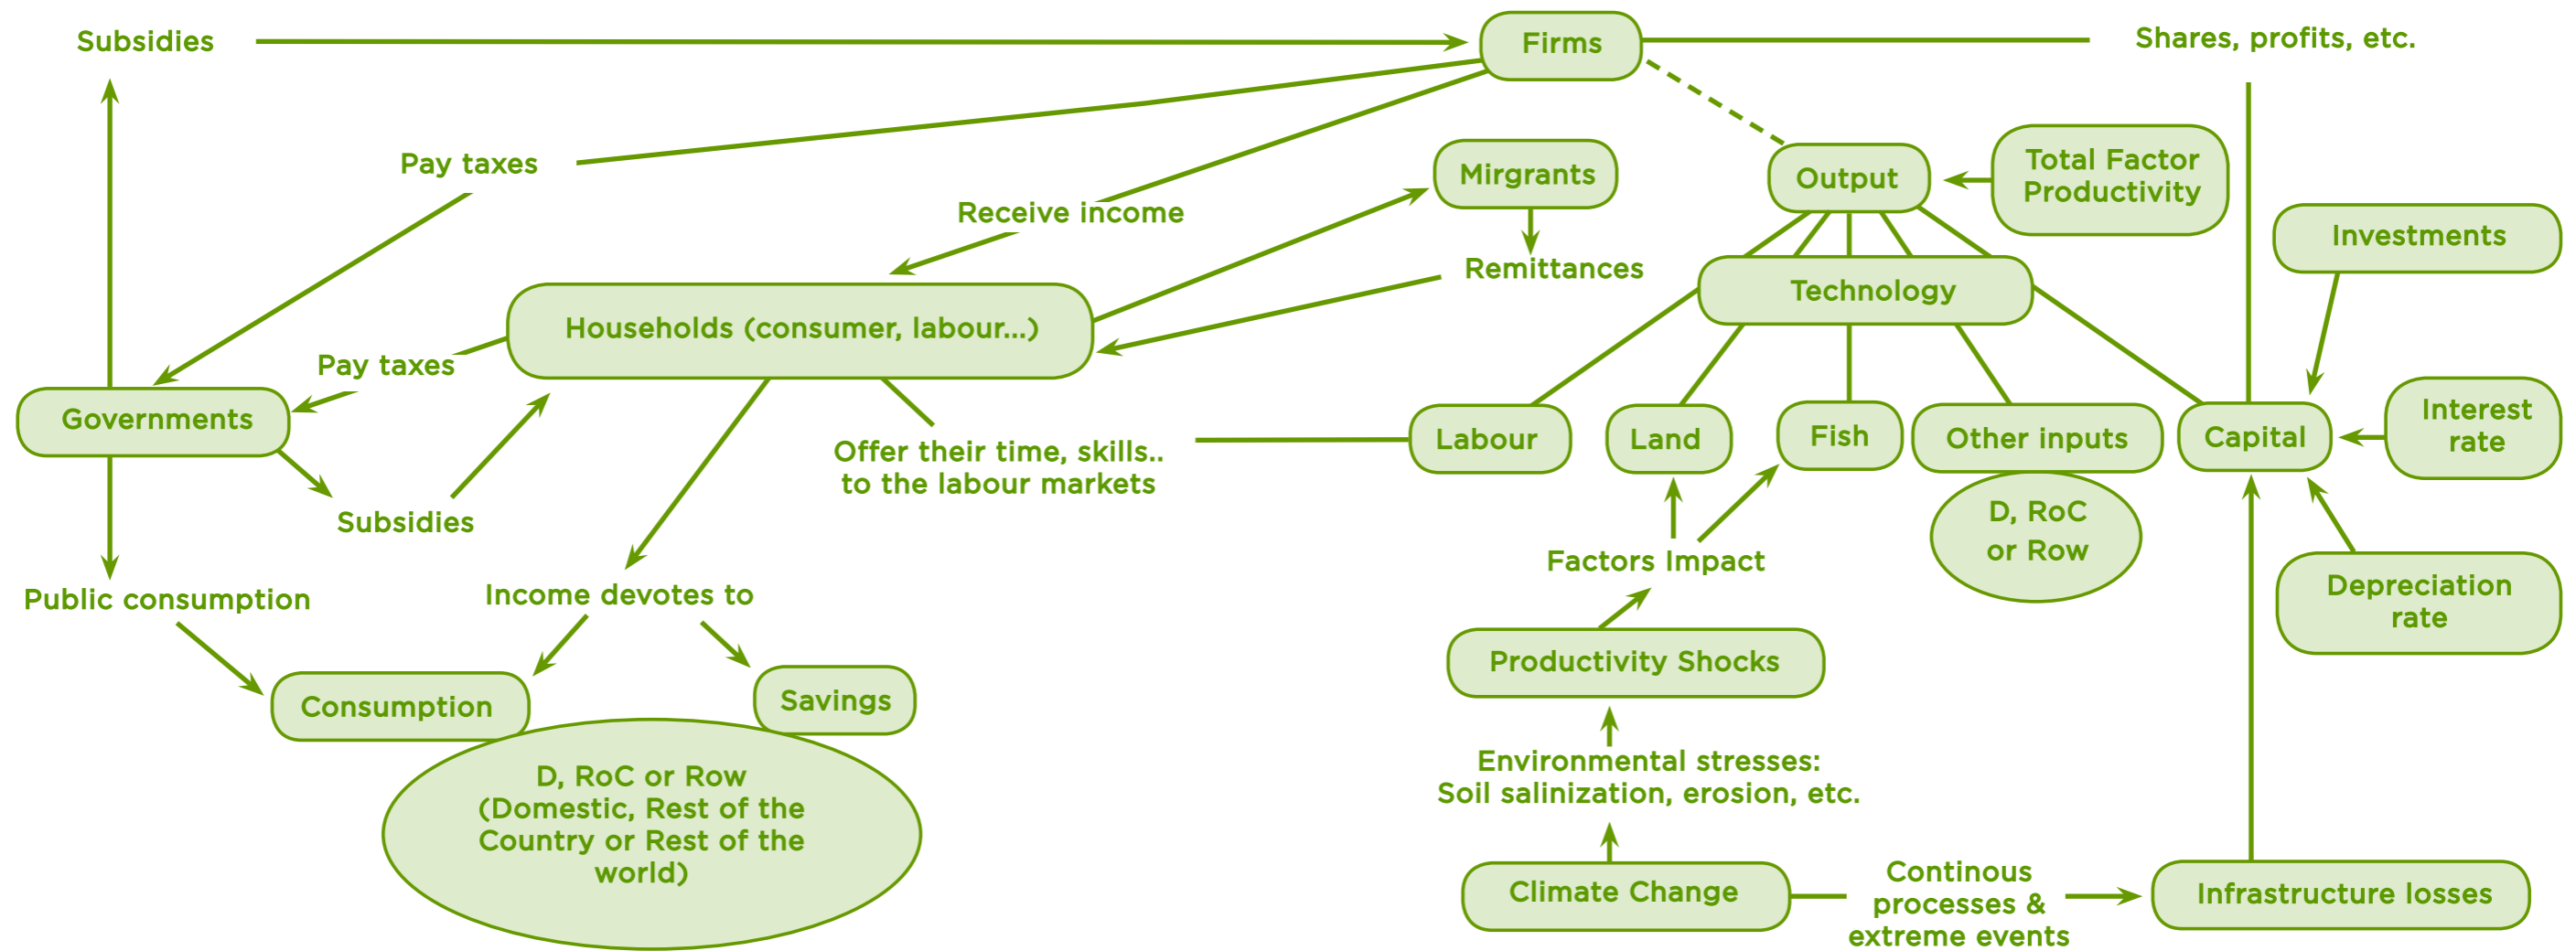 Subsidies
Firms
Shares, profits, etc.
Pay taxes
Mirgrants
Output
Total Factor
Productivity
Receive income
Investments
Remittances
Technology
Households (consumer, labour...)
Pay taxes
Governments
Offer their time, skills..
to the labour markets
Labour
Land
Fish
Other inputs
Capital
Interest
rate
Subsidies
D, RoC
or Row
Factors Impact
Public consumption
Income devotes to
Depreciation
rate
Productivity Shocks
Consumption
Savings
D, RoC or Row
(Domestic, Rest of the
Country or Rest of the
world)
Environmental stresses:
Soil salinization, erosion, etc.
Climate Change
Continous
processes &
extreme events
Infrastructure losses